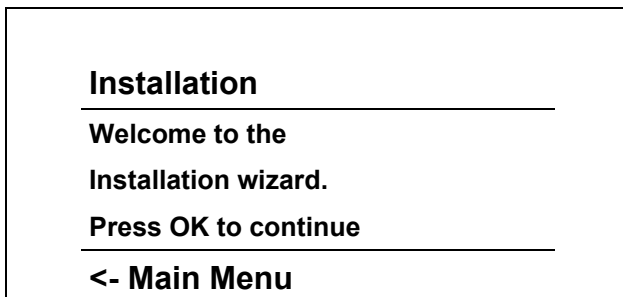 Installation
Welcome to the
Installation wizard.
Press OK to continue
<- Main Menu